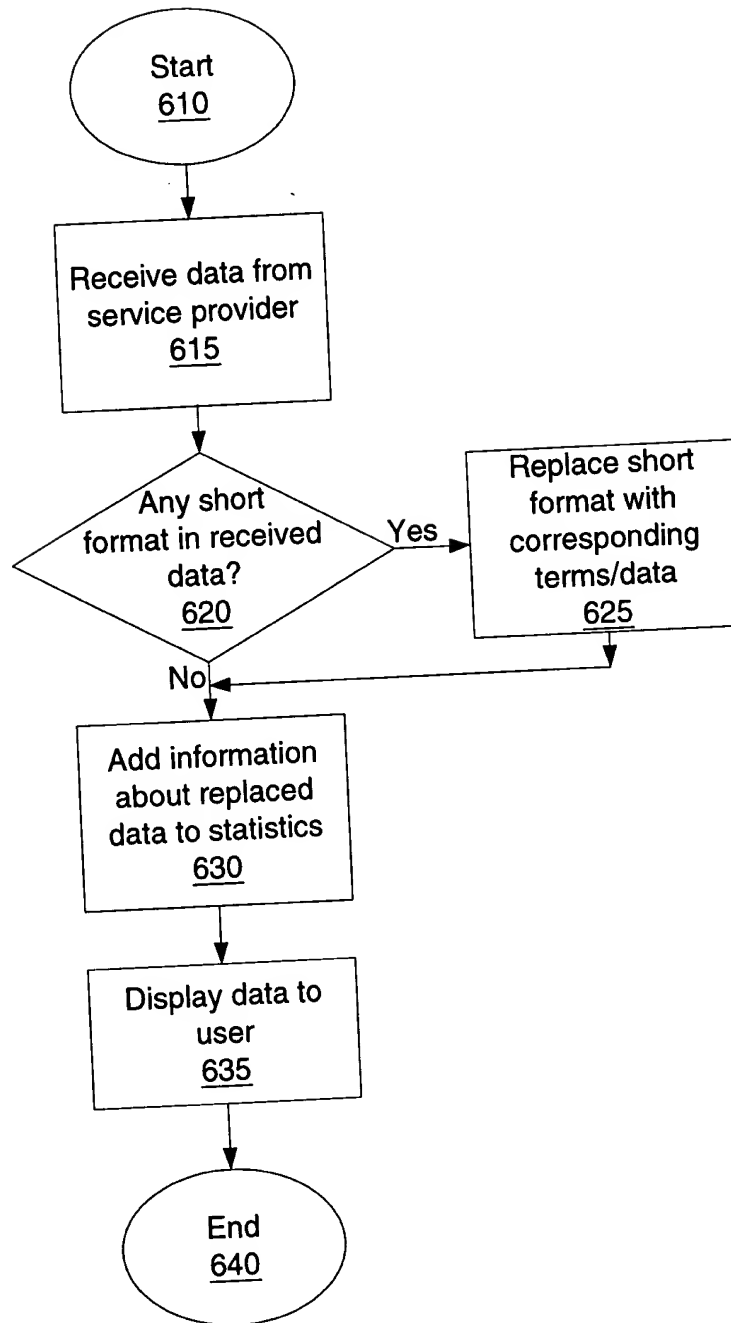 Start
610
Receive data from
service provider
615
Any short
format in received
data?
620
Yes
Replace short
format with
corresponding
terms/data
625
No
Add information
about replaced
data to statistics
630
Display data to
user
635
End
640